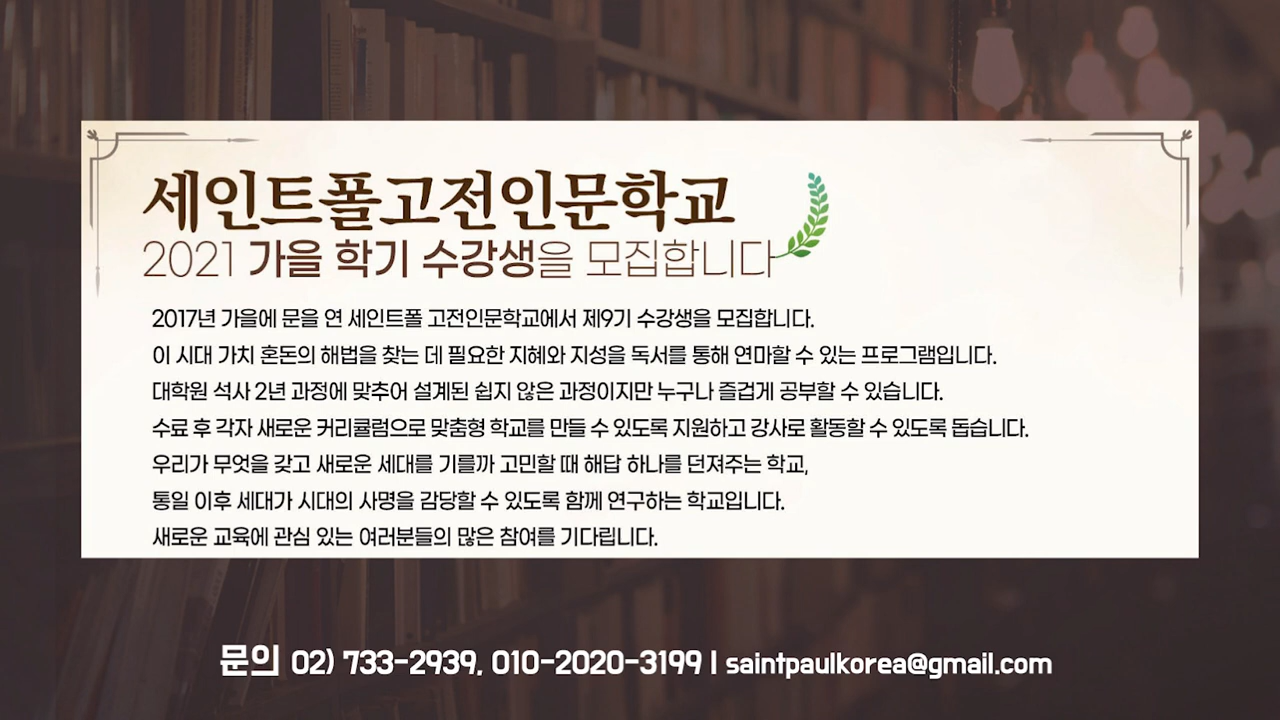 세인트폴고전인문학교
2021 가을 학기 수강생을 모집합니다
2017년 가을에 문을 연 세인트폴 고전인문학교에서 제9기 수강생을 모집합니다.
이 시대 가치 혼돈의 해법을 찾는 데 필요한 지혜와 지성을 독서를 통해 연마할 수 있는 프로그램입니다.
대학원 석사 2년 과정에 맞추어 설계된 쉽지 않은 과정이지만 누구나 즐겁게 공부할 수 있습니다.
수료 후 각자 새로운 커리큘럼으로 맞춤형 학교를 만들 수 있도록 지원하고 강사로 활동할 수 있도록 돕습니다.
우리가 무엇을 갖고 새로운 세대를 기를까 고민할 때 해답 하나를 던져주는 학교,
통일 이후 세대가 시대의 사명을 감당할 수 있도록 함께 연구하는 학교입니다.
새로운 교육에 관심 있는 여러분들의 많은 참여를 기다립니다.
문의 02) 733-2939, 010-2020-3199 | saintpaulkorea@gmail.com